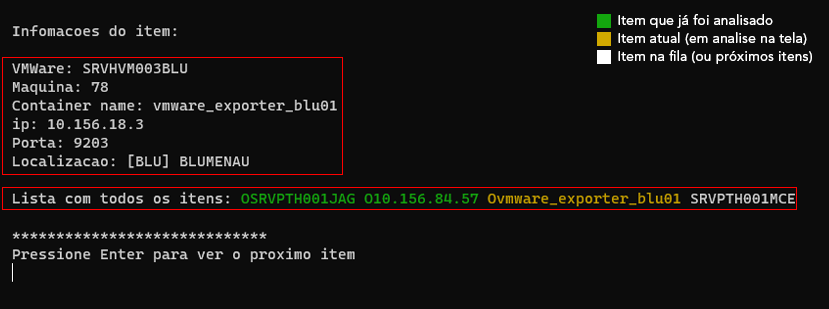 Infomacoes do item:
Item que já foi analisado
Item atual (em analise na tela)
Item na fila (ou próximos itens)
VMWare: SRVHVM003BLU
Maquina: 78
Container name: vmware_exporter_blu01
ip: 10.156.18.3
Porta: 9203
Localizacao: [BLU] BLUMENAU
Lista com todos os itens: OSRVPTH001JAG O10.156.84.57 Ovmware_exporter_blu01 SRVPTH001MCE
*****************************
Pressione Enter para ver o proximo item